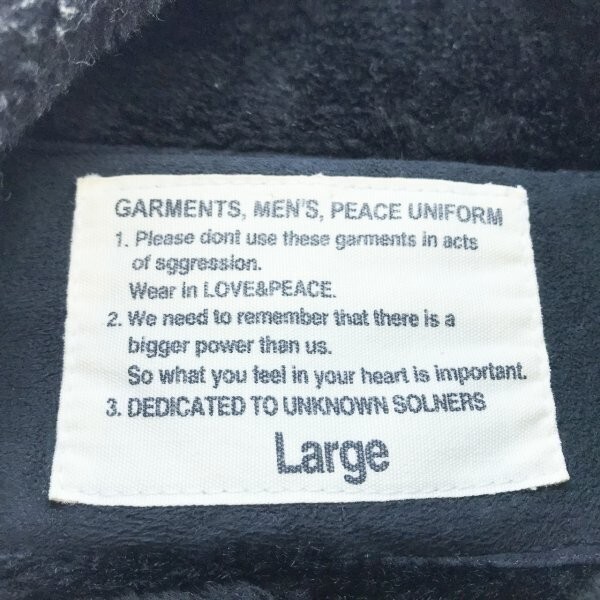 GARMENTS, MEN'S, PEACE UNIFORM
1. Please dont use these garments in acts
of sggression.
Wear in LOVE&PEACE.
2. We need to remember that there is a
bigger power than us.
So what you feel in your heart is important.
3. DEDICATED TO UNKNOWN SOLNERS
Large